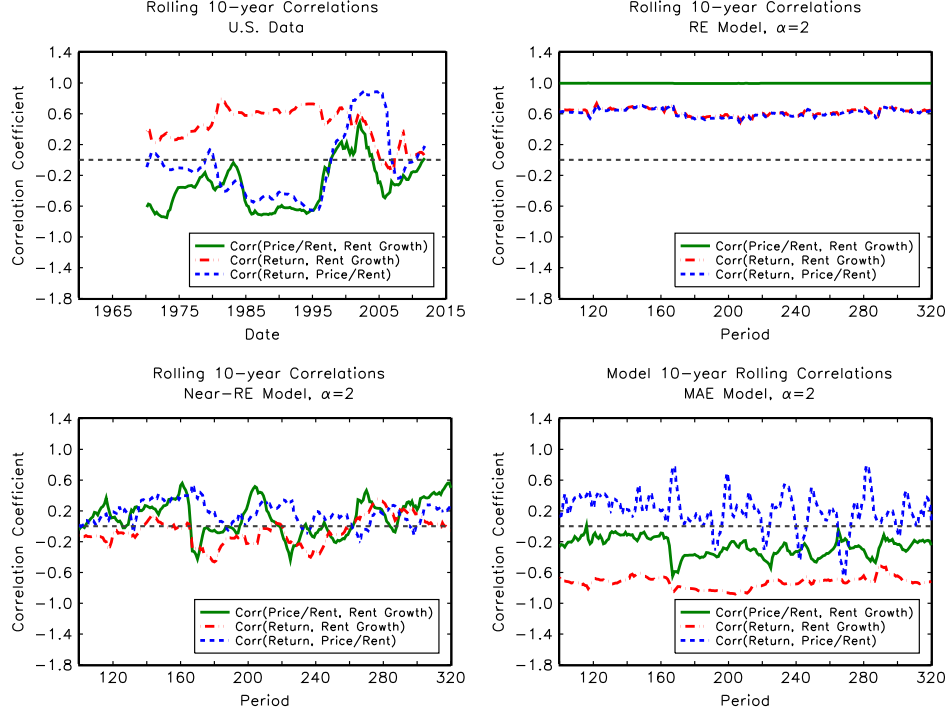 Rolling 10-year Correlations
U.S. Data
Correlation Coefficient
1.4
1.0
0.6
0.2
-0.2
-0.6
-1.0
-1.4
-1.8
Corr(Price/Rent, Rent Growth)
Corr(Return, Rent Growth)
Corr(Return, Price/Rent)
1965 1975 1985 1995 2005 2015
Date
Rolling 10-year Correlations
RE Model, α=2
Correlation Coefficient
1.4
1.0
0.6
0.2
-0.2
-0.6
-1.0
-1.4
-1.8
Corr(Price/Rent, Rent Growth)
Corr(Return, Rent Growth)
Corr(Return, Price/Rent)
120 160 200 240 280 320
Period
Rolling 10-year Correlations
Near-RE Model, α=2
Correlation Coefficient
1.4
1.0
0.6
0.2
-0.2
-0.6
-1.0
-1.4
-1.8
Corr(Price/Rent, Rent Growth)
Corr(Return, Rent Growth)
Corr(Return, Price/Rent)
120 160 200 240 280 320
Period
Model 10-year Rolling Correlations
MAE Model, α=2
Correlation Coefficient
1.4
1.0
0.6
0.2
-0.2
-0.6
-1.0
-1.4
-1.8
Corr(Price/Rent, Rent Growth)
Corr(Return, Rent Growth)
Corr(Return, Price/Rent)
120 160 200 240 280 320
Period